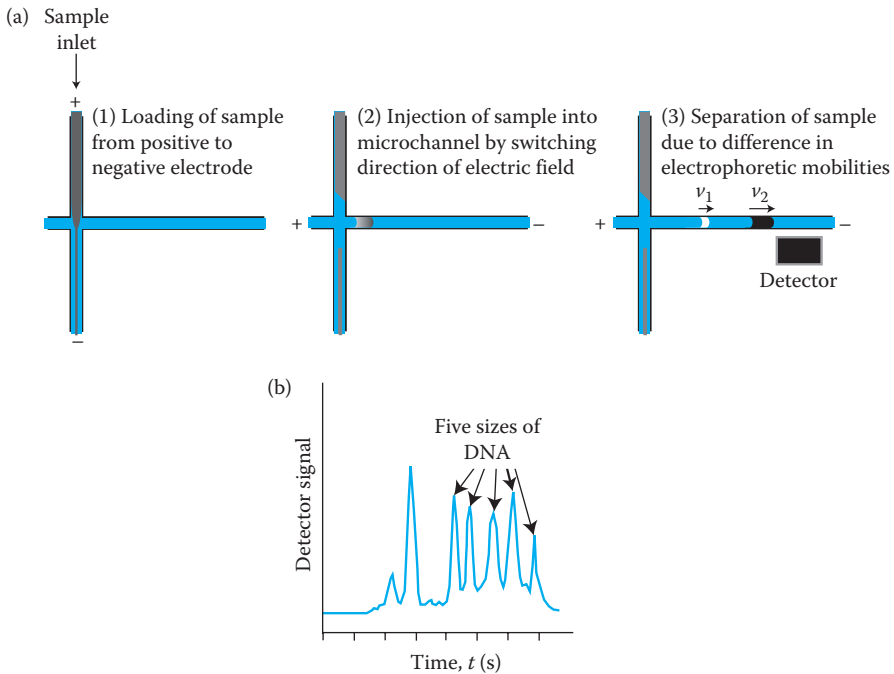 (a) Sample
inlet
+
(1) Loading of sample
from positive to
negative electrode
–
(2) Injection of sample into
microchannel by switching
direction of electric field
+ –
(3) Separation of sample
due to difference in
electrophoretic mobilities
ν1 ν2
+ –
Detector
(b)
Five sizes of
DNA
Detector signal
Time, t (s)